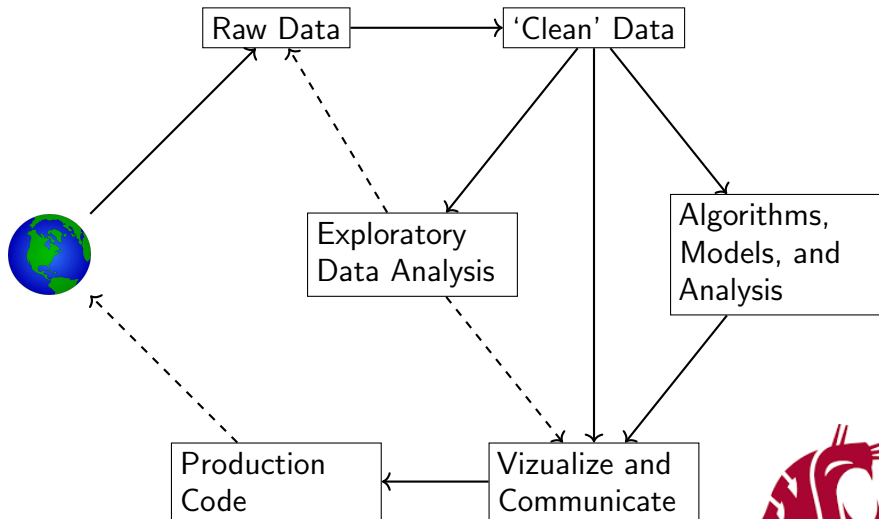 Raw Data
‘Clean’ Data
Exploratory
Data Analysis
Algorithms,
Models, and
Analysis
Production
Code
Vizualize and
Communicate